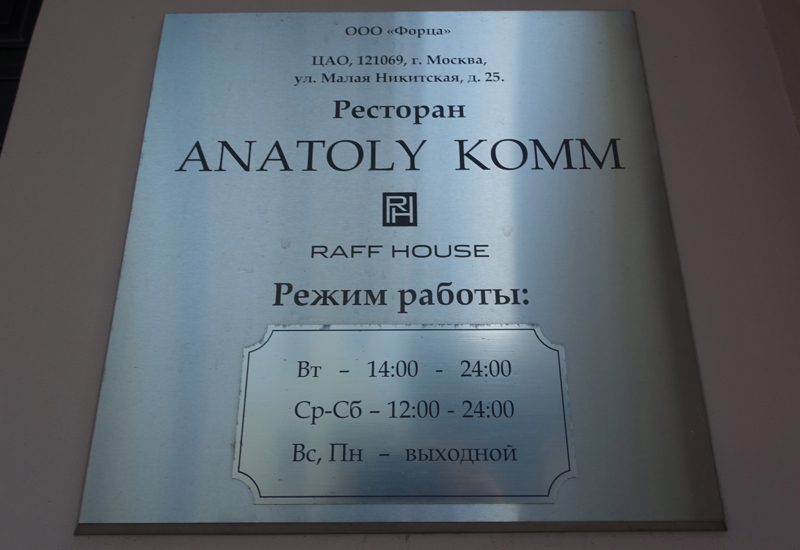 ООО «Форца»
ЦАО, 121069, г. Москва,
ул. Малая Никитская, д. 25.
Ресторан
ANATOLY KOMM
RH
RAFF HOUSE
Режим работы:
Вт – 14:00 - 24:00
Ср-Сб – 12:00 - 24:00
Вс, Пн – выходной